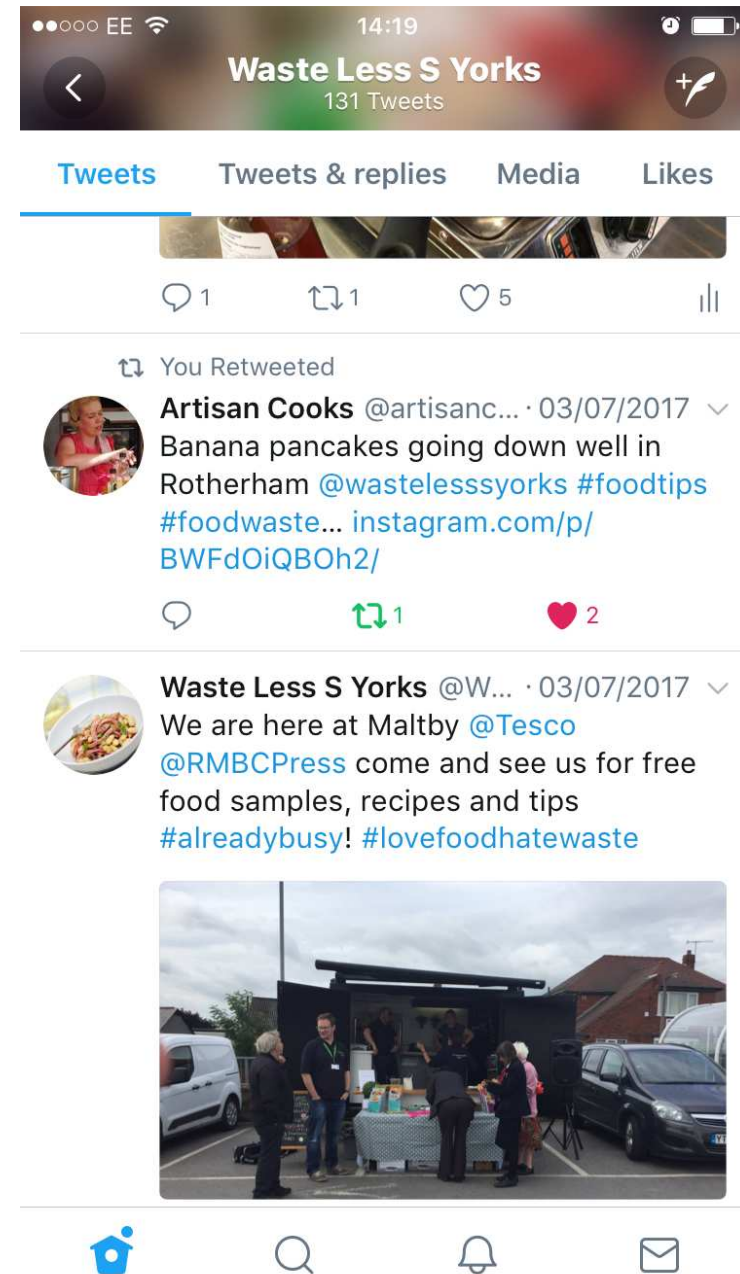 EE 14:19
Waste Less S Yorks
131 Tweets
Tweets Tweets & replies Media Likes
1 1 5
You Retweeted
Artisan Cooks @artisanc... · 03/07/2017
Banana pancakes going down well in
Rotherham @wastelesssyorks #foodtips
#foodwaste... instagram.com/p/
BWFdOiQBOh2/
1 2
Waste Less S Yorks @W... · 03/07/2017
We are here at Maltby @Tesco
@RMBCPress come and see us for free
food samples, recipes and tips
#alreadybusy! #lovefoodhatewaste